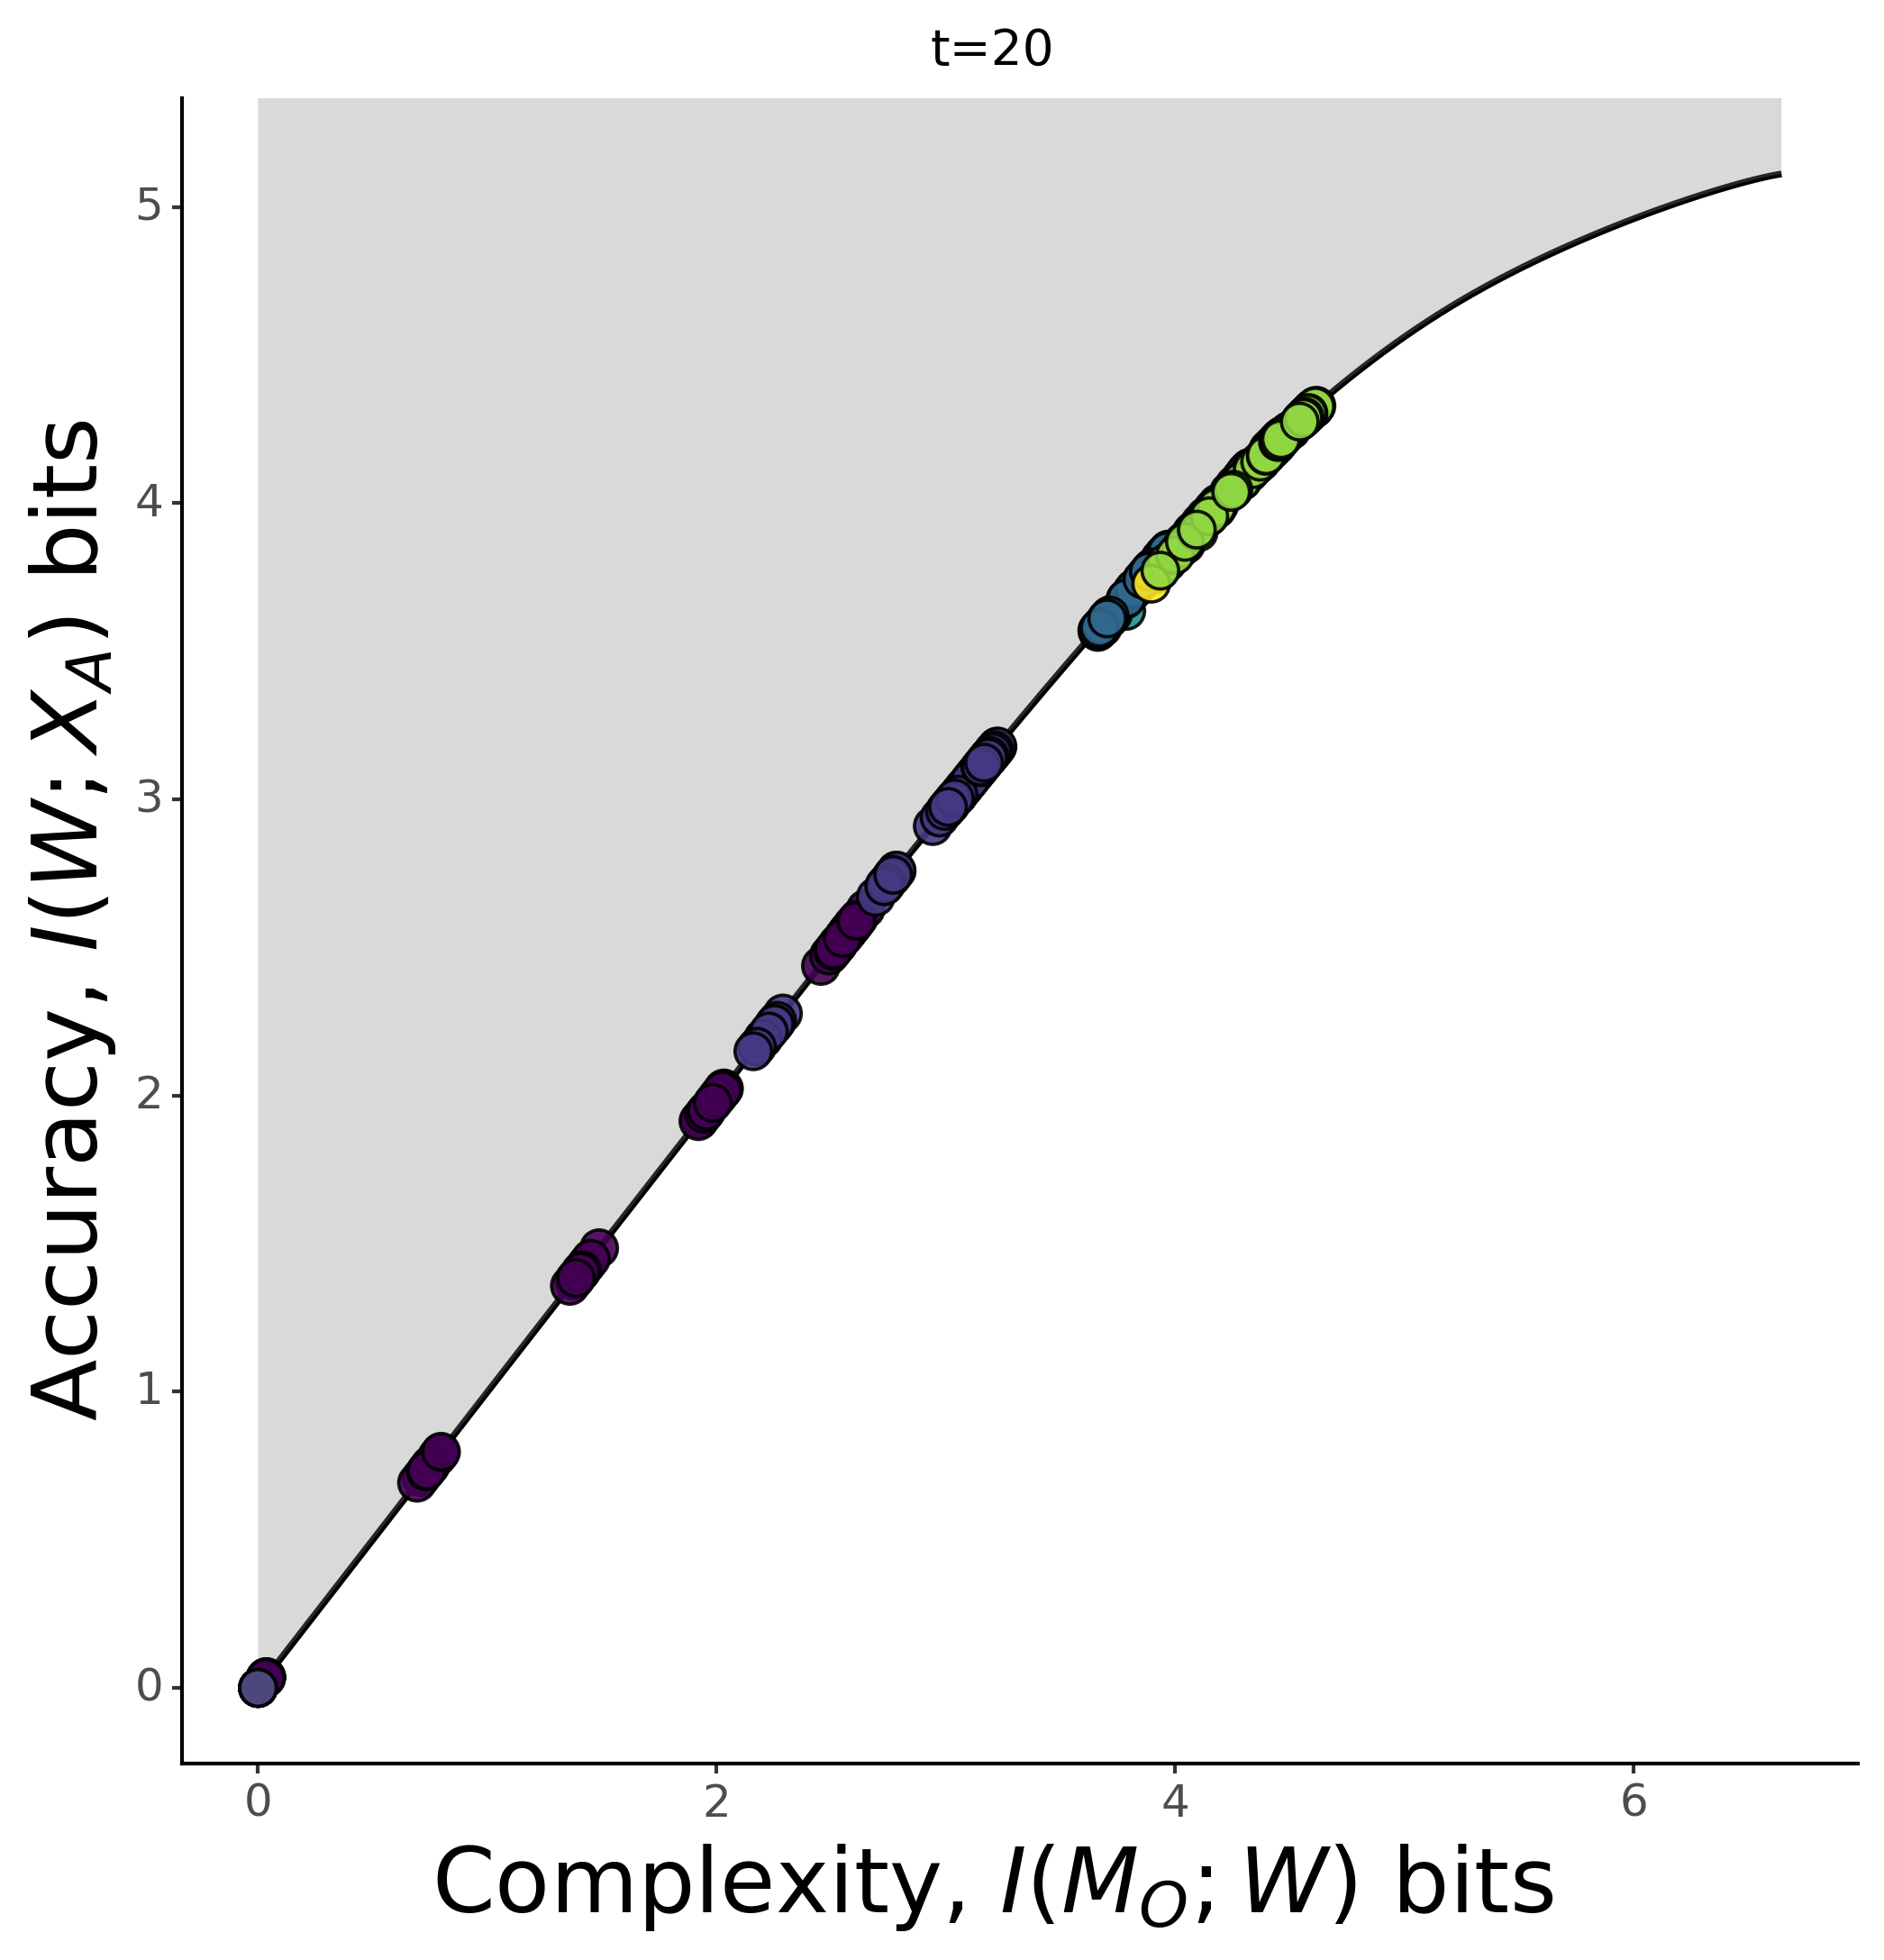 t=20
Accuracy, I(W; X_A) bits
5
4
3
2
1
0
0 2 4 6
Complexity, I(M_O; W) bits